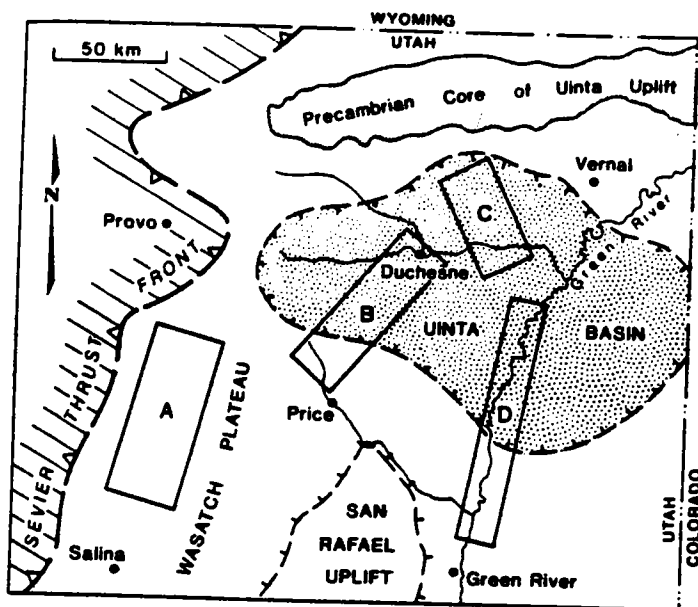 WYOMING
UTAH
50 km
Precambrian Core of Uinta Uplift
N
Vernal
Provo
C
Green River
FRONT
Duchesne
B
UINTA
BASIN
THRUST
A
WASATCH PLATEAU
Price
D
SEVIER
SAN
RAFAEL
UPLIFT
UTAH
COLORADO
Salina
Green River